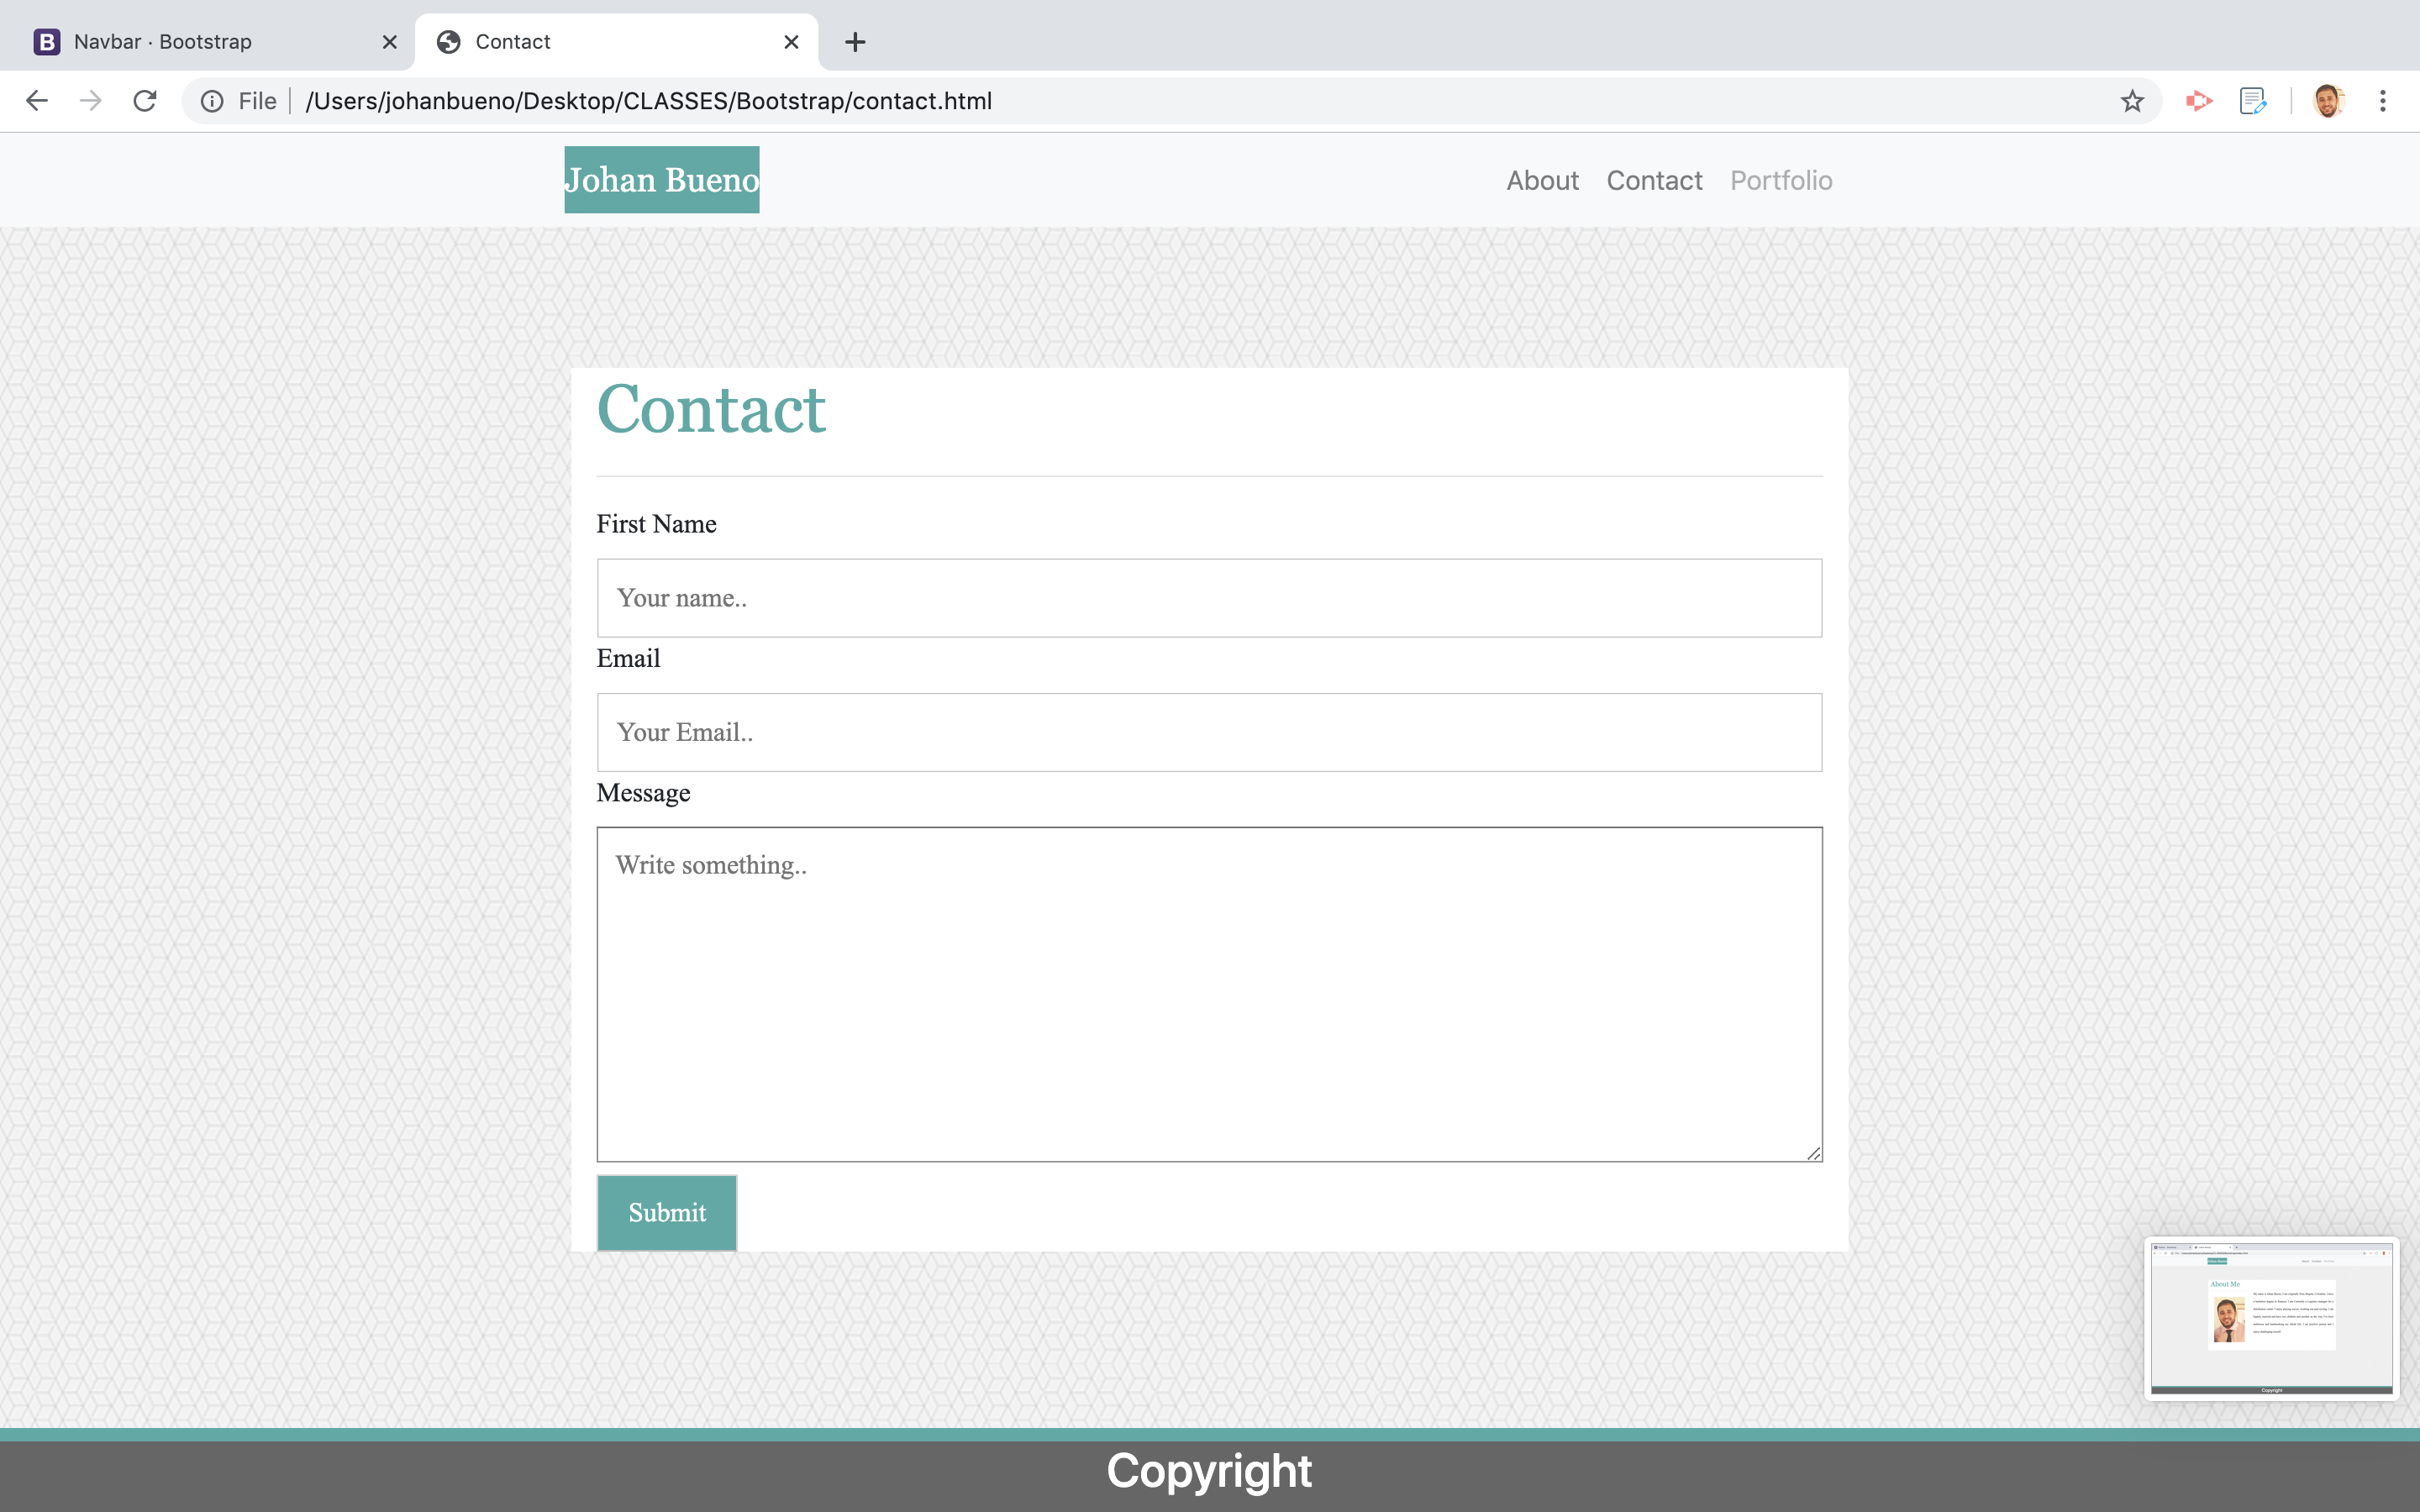 Navbar · Bootstrap
Contact
File
/Users/johanbueno/Desktop/CLASSES/Bootstrap/contact.html
Johan Bueno
About Contact Portfolio
Contact
First Name
Your name..
Email
Your Email..
Message
Write something..
Submit
About Me
Copyright
Copyright